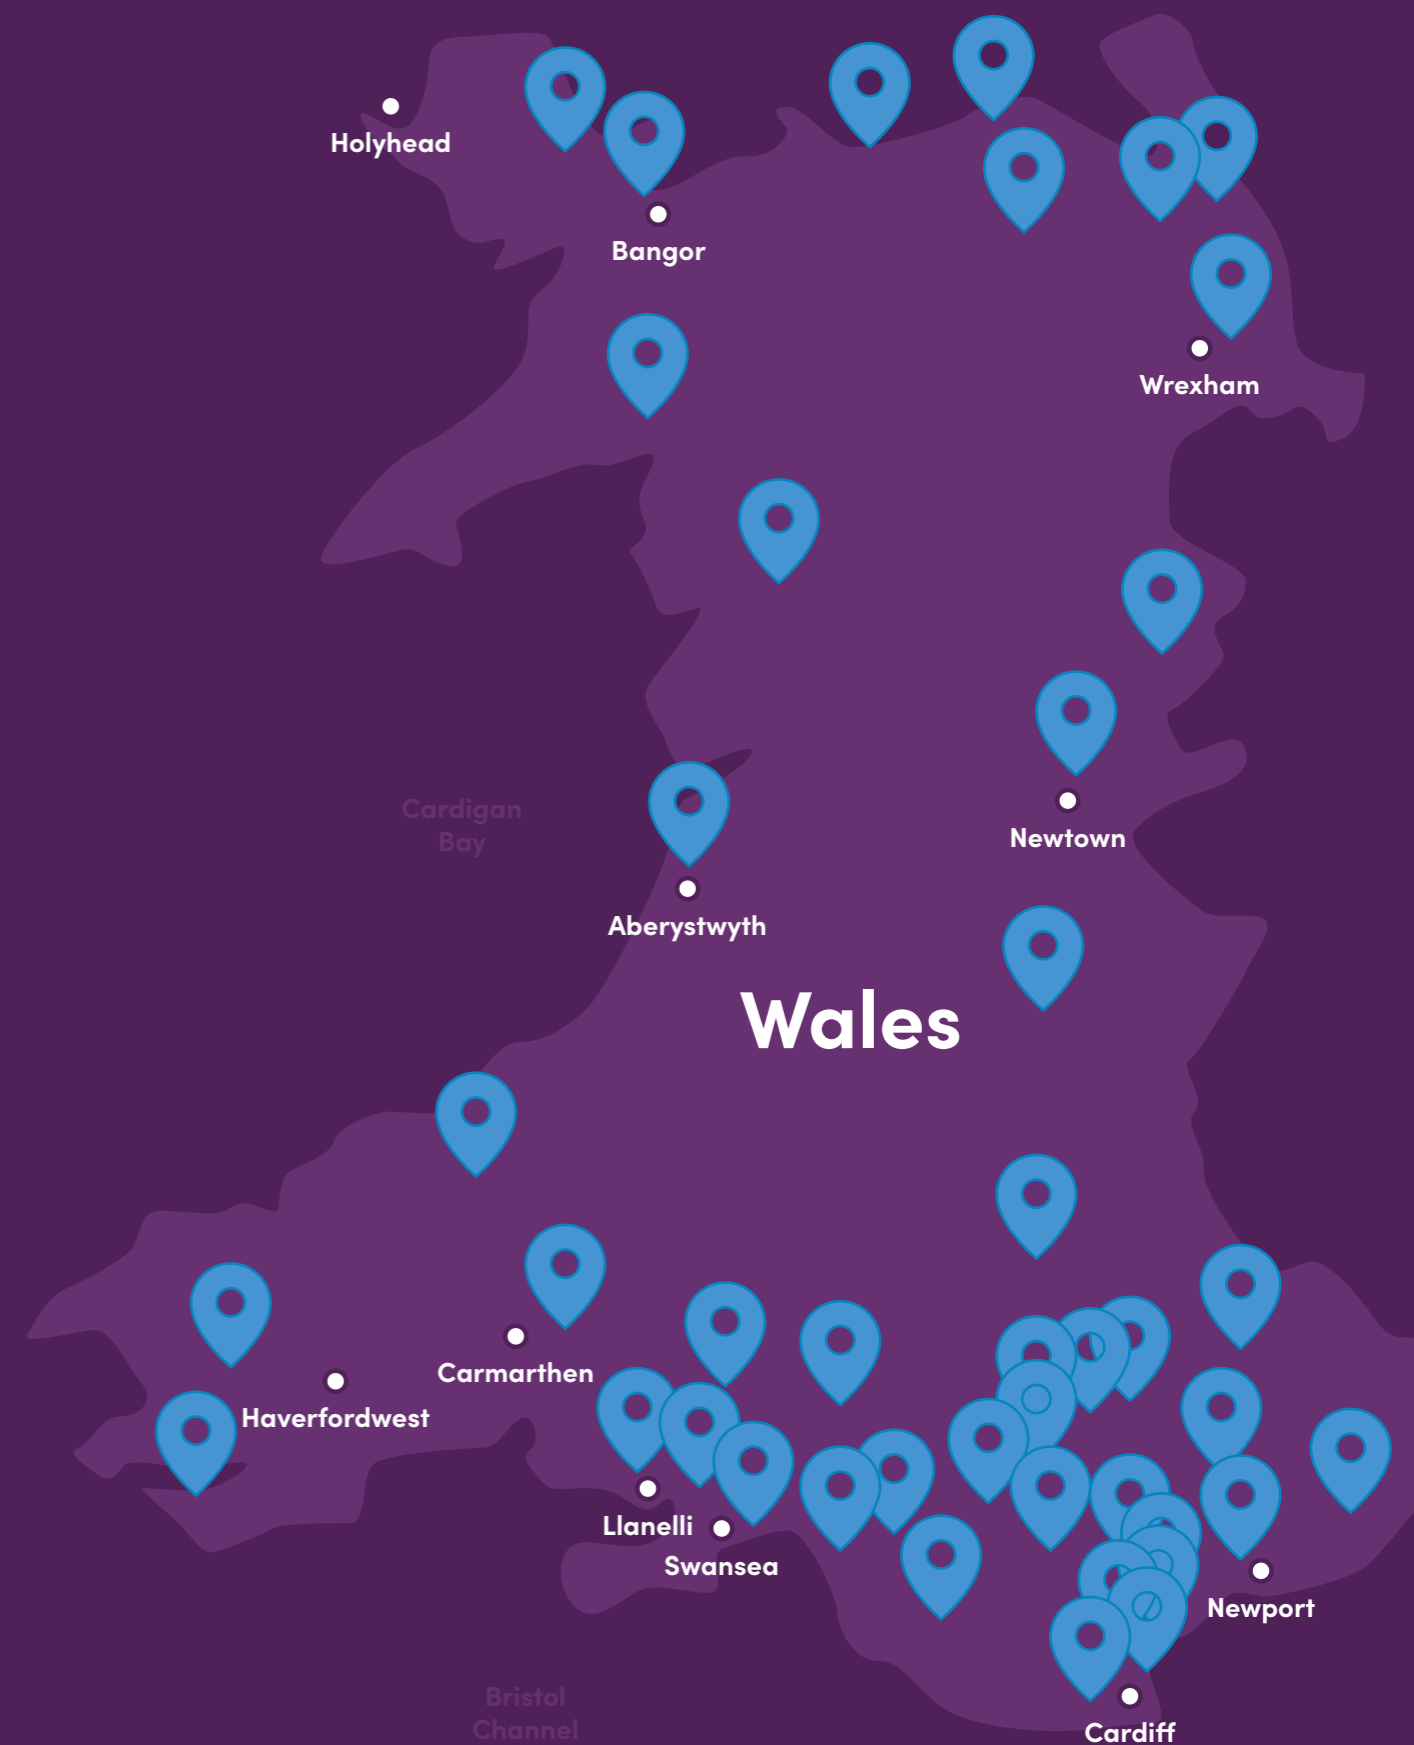 Holyhead
Bangor
Wrexham
Cardigan
Bay
Newtown
Aberystwyth
Wales
Carmarthen
Haverfordwest
Llanelli
Swansea
Newport
Bristol
Channel
Cardiff